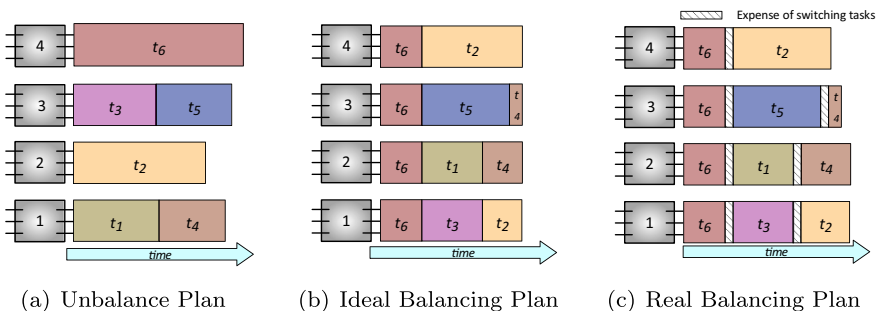 Expense of switching tasks
4 t6 4 t6 t2 4 t6 t2
3 t3 t5 3 t6 t5 t4 3 t6 t5 t4
2 t2 2 t6 t1 t4 2 t6 t1 t4
1 t1 t4 1 t6 t3 t2 1 t6 t3 t2
time time time
(a) Unbalance Plan (b) Ideal Balancing Plan (c) Real Balancing Plan